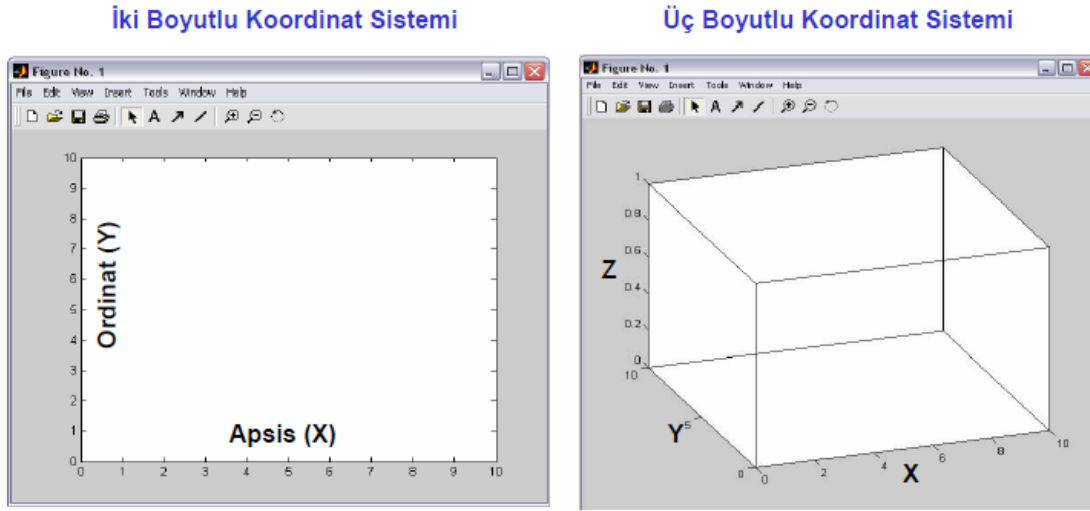 İki Boyutlu Koordinat Sistemi
Figure No. 1
File Edit View Insert Tools Window Help
A
10
9
8
7
6
5
4
3
2
1
0
Ordinat (Y)
Apsis (X)
0 1 2 3 4 5 6 7 8 9 10
Üç Boyutlu Koordinat Sistemi
Figure No. 1
File Edit View Insert Tools Window Help
A
1
0.8
0.6
Z
0.4
0.2
0
10
Y 5
0
0 2 4 6 8 10
X